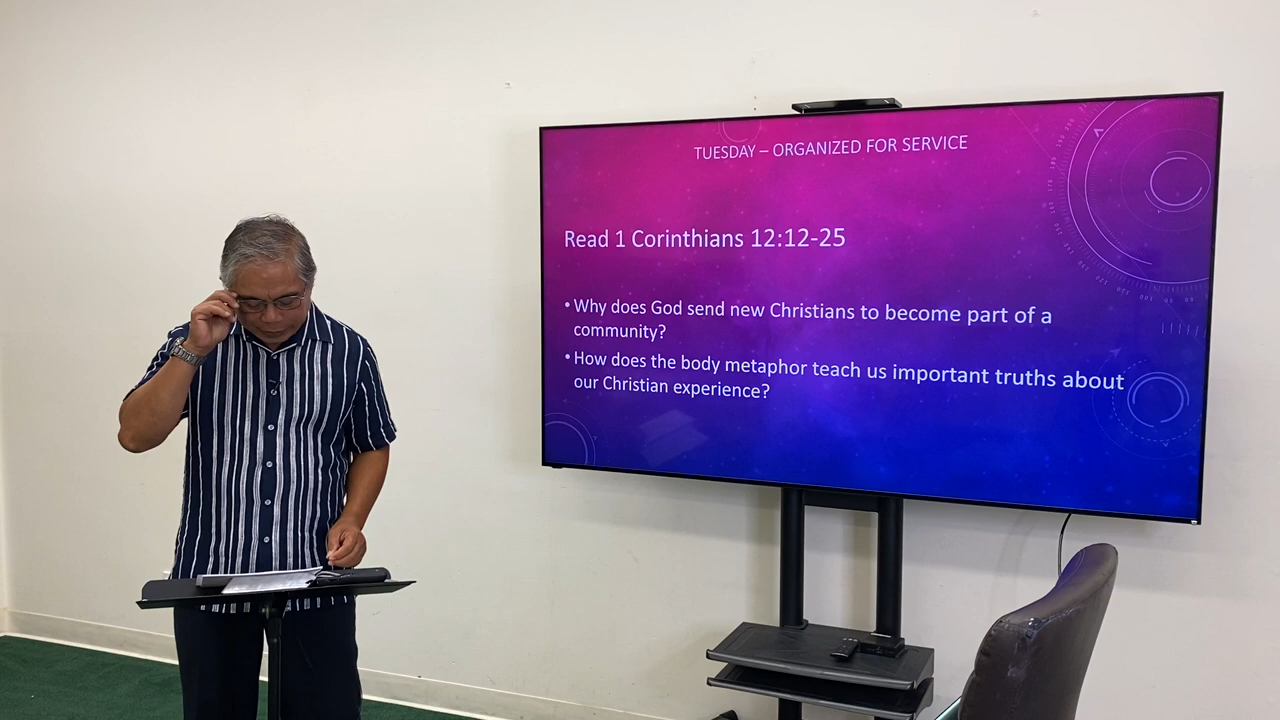 TUESDAY – ORGANIZED FOR SERVICE
Read 1 Corinthians 12:12-25
• Why does God send new Christians to become part of a
community?
• How does the body metaphor teach us important truths about
our Christian experience?